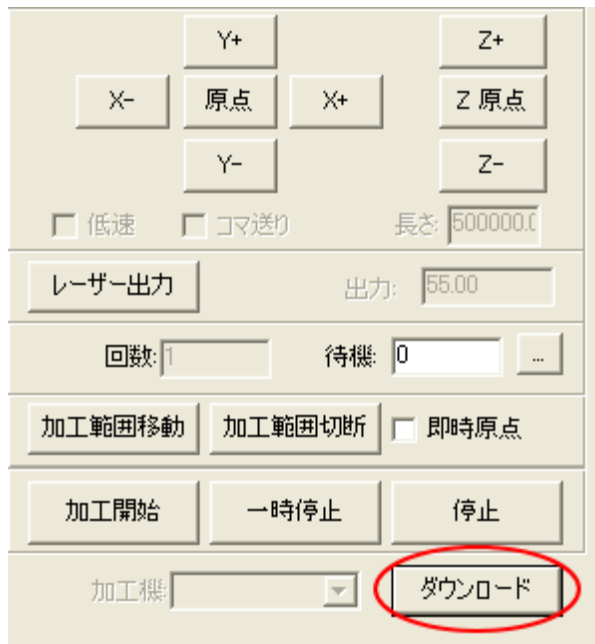 Y+ Z+
X- 原点 X+ Z 原点
Y- Z-
低速 コマ送り 長さ: 500000.0
レーザー出力 出力: 55.00
回数: 1 待機: 0 ...
加工範囲移動 加工範囲切断 即時原点
加工開始 一時停止 停止
加工機: ダウンロード